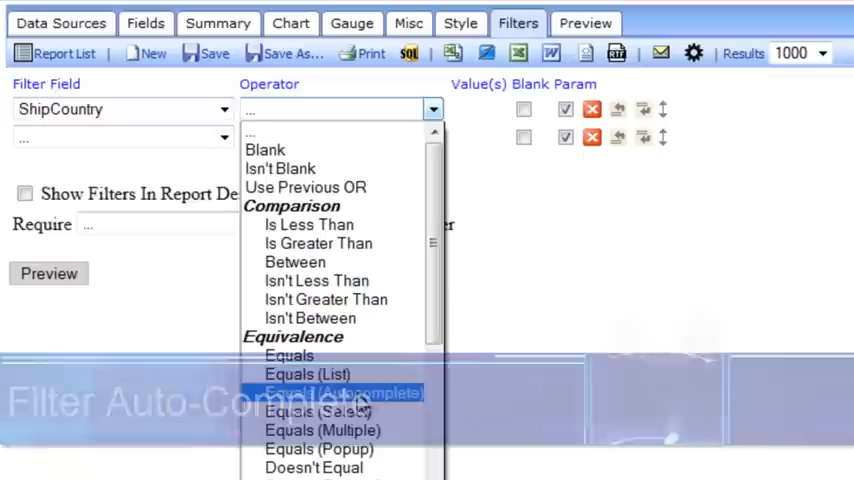 Data Sources Fields Summary Chart Gauge Misc Style Filters Preview
Report List New Save Save As... Print SQL RTF Results 1000
Filter Field Operator Value(s) Blank Param
ShipCountry ...
... ...
Blank
Isn't Blank
Use Previous OR
Show Filters In Report De
Comparison
Is Less Than
Require ... er
Is Greater Than
Between
Preview
Isn't Less Than
Isn't Greater Than
Isn't Between
Equivalence
Equals
Equals (List)
Equals (Autocomplete)
Filter Auto-Complete
Equals (Select)
Equals (Multiple)
Equals (Popup)
Doesn't Equal